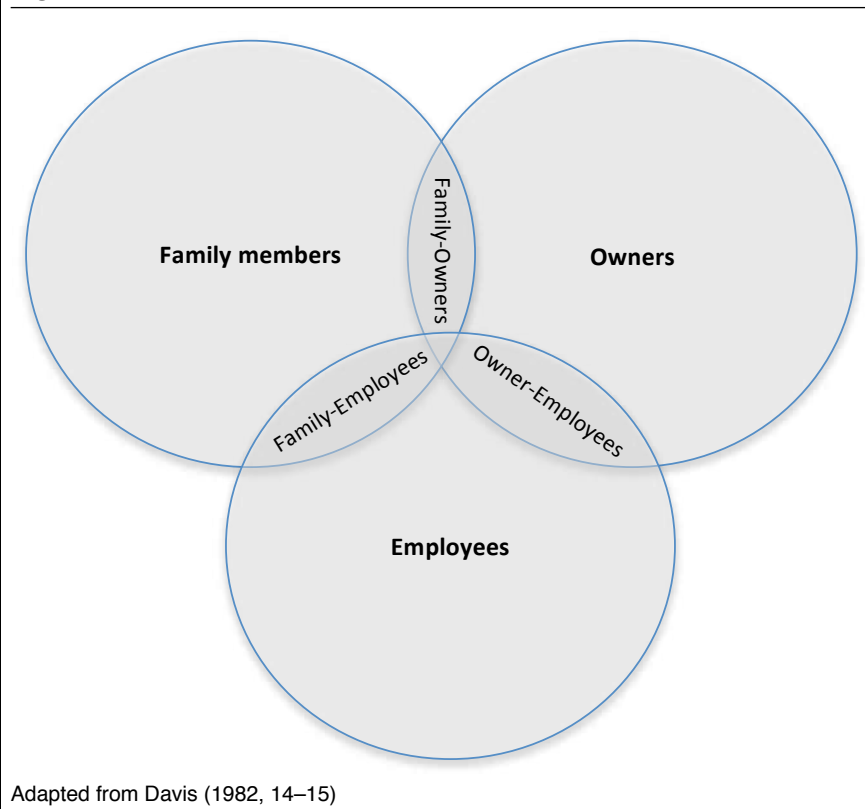 Family members
Family-Owners
Owners
Family-Employees
Owner-Employees
Employees
Adapted from Davis (1982, 14–15)